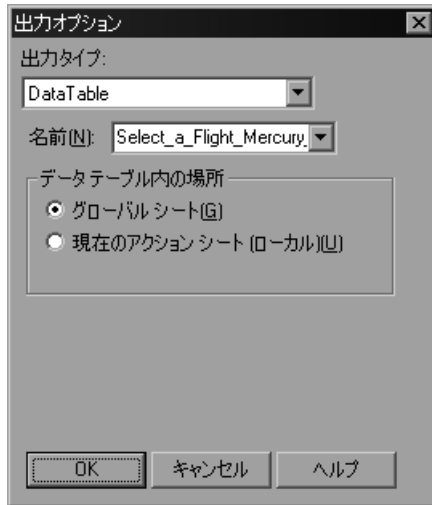 出力オプション
出力タイプ:
DataTable
名前(N): Select_a_Flight_Mercury_
データ テーブル内の場所
グローバル シート(G)
現在のアクション シート (ローカル)(U)
OK キャンセル ヘルプ